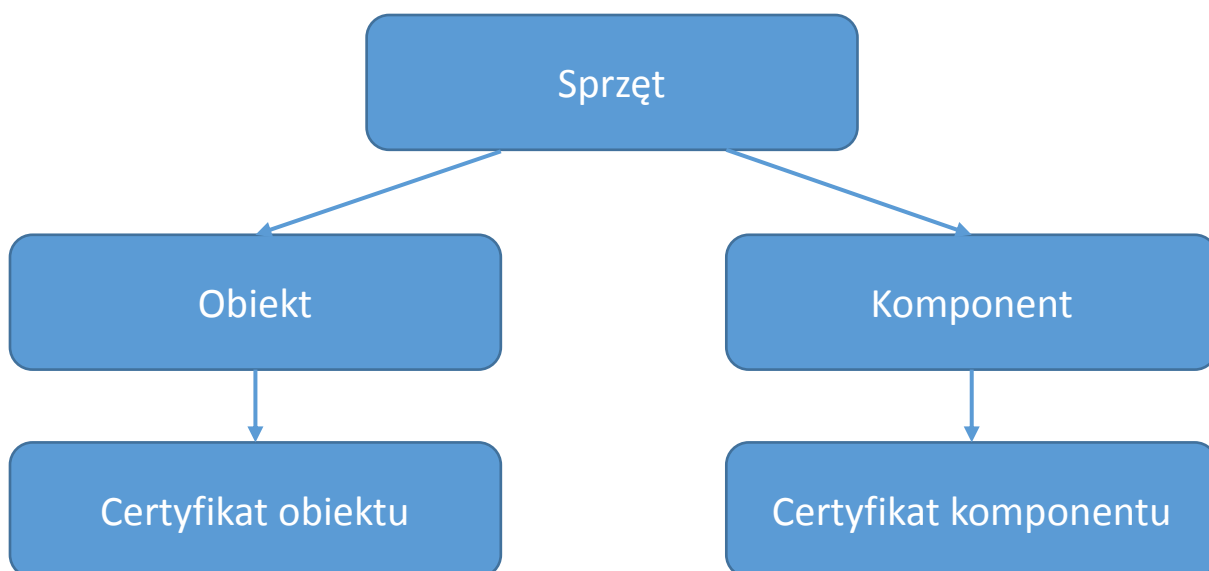 Sprzęt
Obiekt
Komponent
Certyfikat obiektu
Certyfikat komponentu